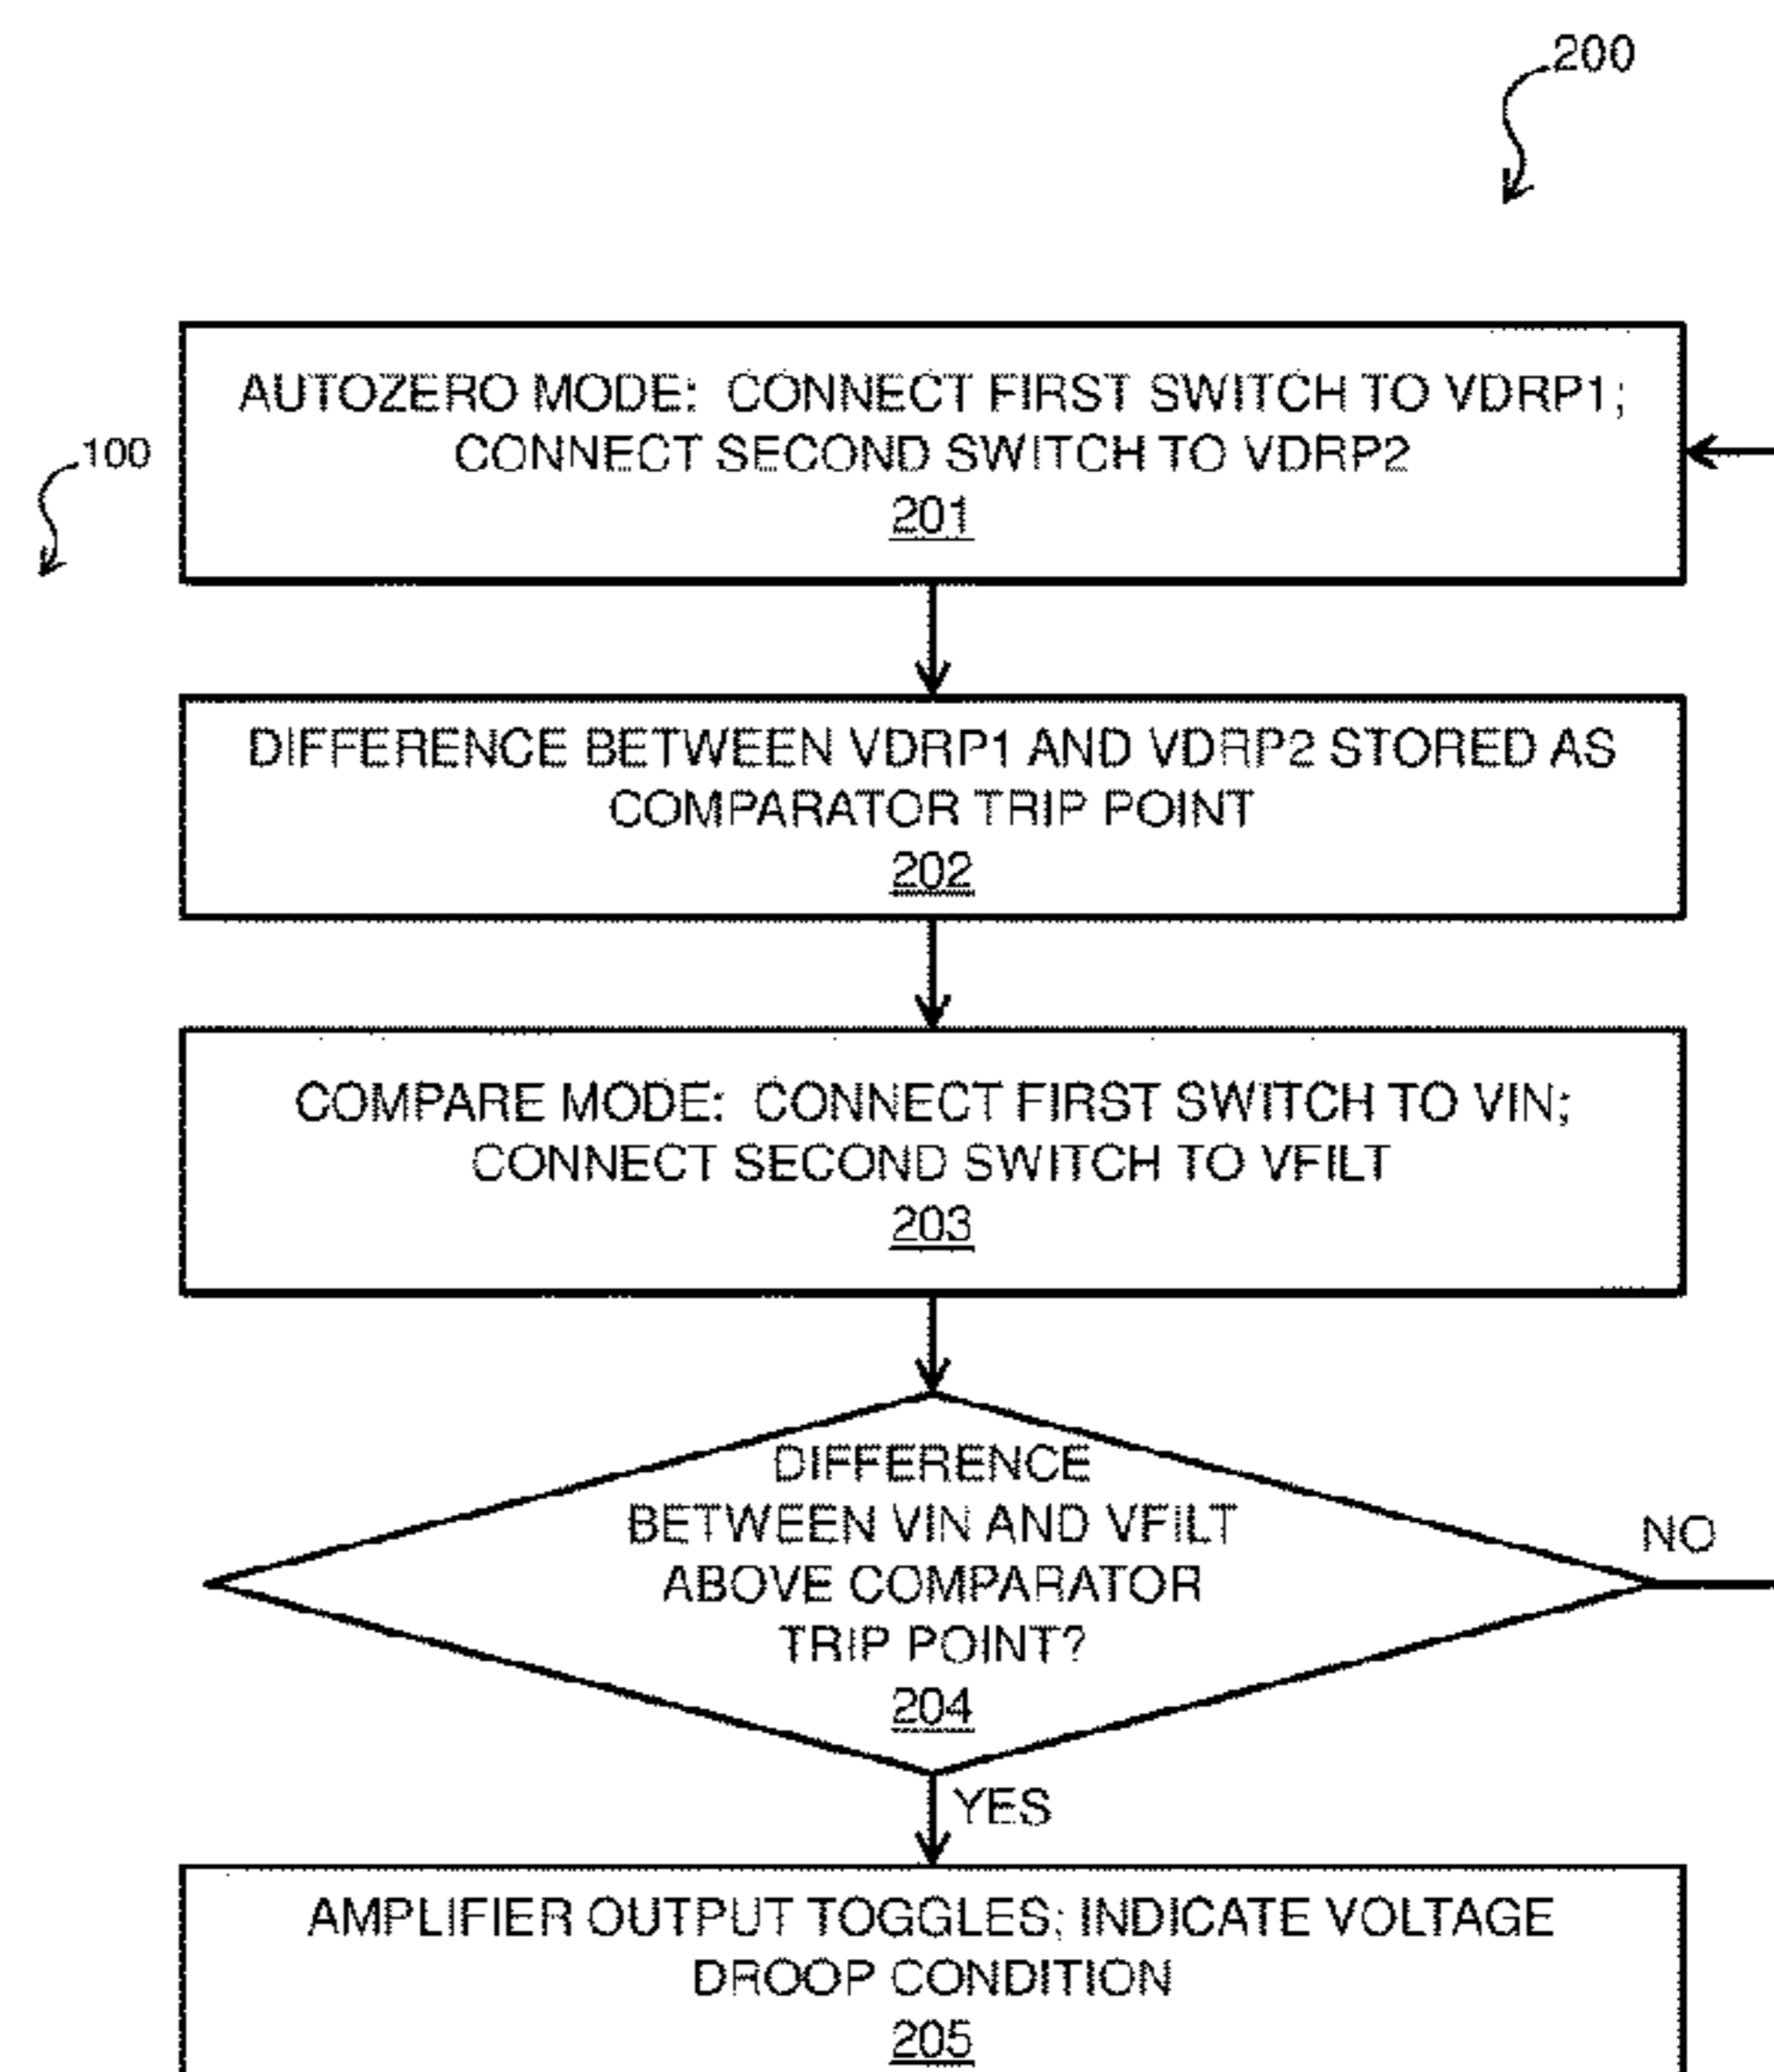 200
100
AUTOZERO MODE: CONNECT FIRST SWITCH TO VDRP1;
CONNECT SECOND SWITCH TO VDRP2
201
DIFFERENCE BETWEEN VDRP1 AND VDRP2 STORED AS
COMPARATOR TRIP POINT
202
COMPARE MODE: CONNECT FIRST SWITCH TO VIN;
CONNECT SECOND SWITCH TO VFILT
203
DIFFERENCE
BETWEEN VIN AND VFILT
ABOVE COMPARATOR
TRIP POINT?
204
NO
YES
AMPLIFIER OUTPUT TOGGLES; INDICATE VOLTAGE
DROOP CONDITION
205